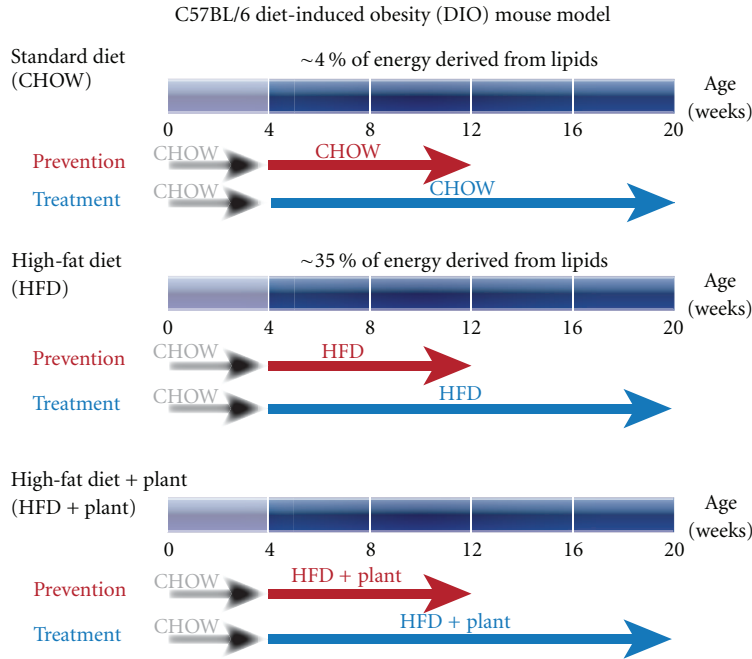 C57BL/6 diet-induced obesity (DIO) mouse model
Standard diet
(CHOW)
~4 % of energy derived from lipids
Age
(weeks)
0 4 8 12 16 20
Prevention CHOW CHOW
Treatment CHOW CHOW
High-fat diet
(HFD)
~35 % of energy derived from lipids
Age
(weeks)
0 4 8 12 16 20
Prevention CHOW HFD
Treatment CHOW HFD
High-fat diet + plant
(HFD + plant)
Age
(weeks)
0 4 8 12 16 20
Prevention CHOW HFD + plant
Treatment CHOW HFD + plant